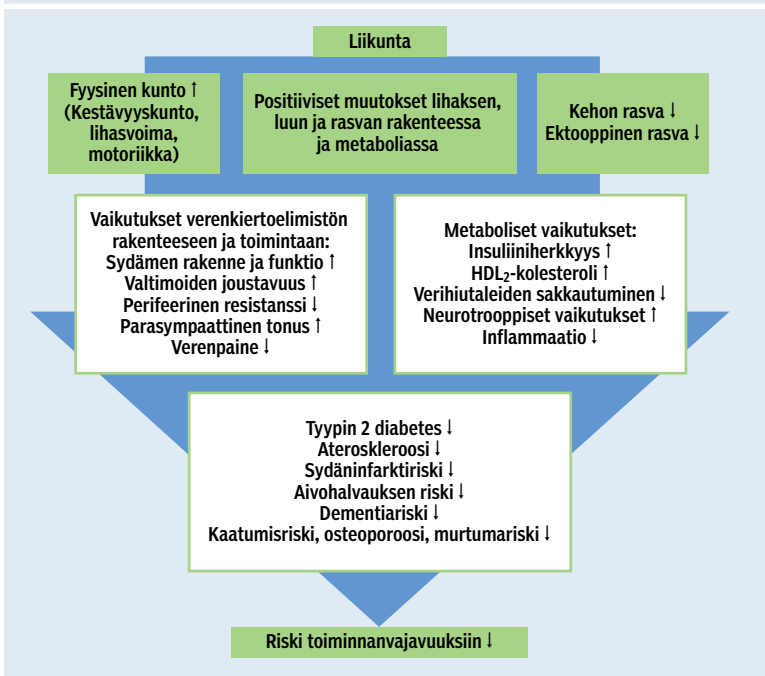 Liikunta
Fyysinen kunto ↑
(Kestävyyskunto,
lihasvoima,
motoriikka)
Positiiviset muutokset lihaksen,
luun ja rasvan rakenteessa
ja metaboliassa
Kehon rasva ↓
Ektooppinen rasva ↓
Vaikutukset verenkiertoelimistön
rakenteeseen ja toimintaan:
Sydämen rakenne ja funktio ↑
Valtimoiden joustavuus ↑
Perifeerinen resistanssi ↓
Parasympaattinen tonus ↑
Verenpaine ↓
Metaboliset vaikutukset:
Insuliiniherkkyys ↑
HDL₂-kolesteroli ↑
Verihiutaleiden sakkautuminen ↓
Neurotrooppiset vaikutukset ↑
Inflammaatio ↓
Tyypin 2 diabetes ↓
Ateroskleroosi ↓
Sydäninfarktiriski ↓
Aivohalvauksen riski ↓
Dementiariski ↓
Kaatumisriski, osteoporoosi, murtumariski ↓
Riski toiminnanvajavuuksiin ↓